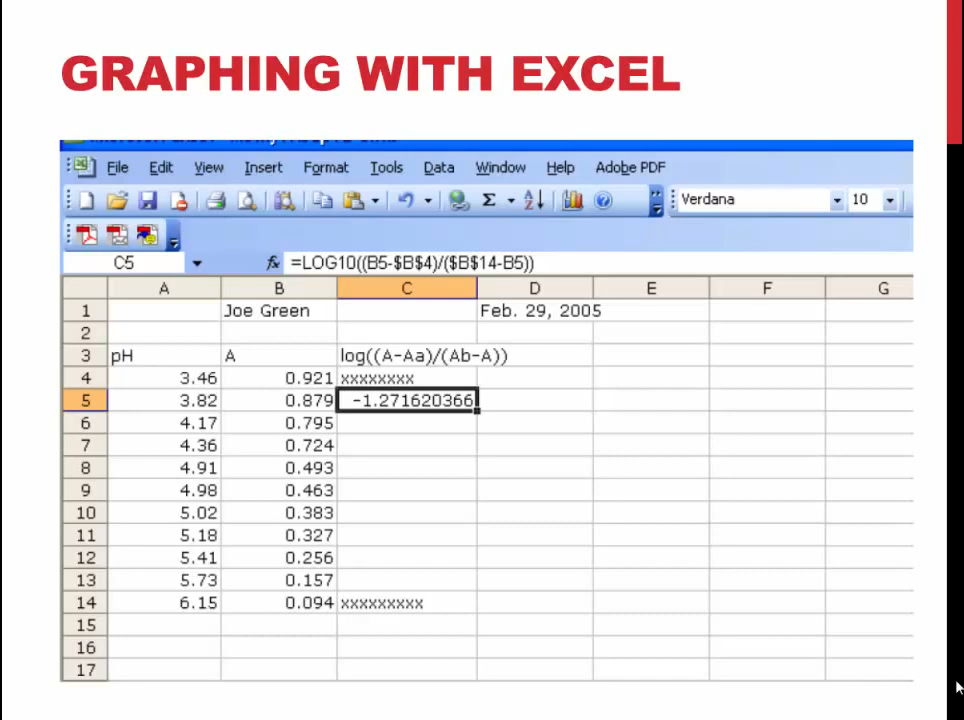 GRAPHING WITH EXCEL
File Edit View Insert Format Tools Data Window Help Adobe PDF
Verdana 10
C5 fx =LOG10((B5-$B$4)/($B$14-B5))
A B C D E F G
1 Joe Green Feb. 29, 2005
2
3 pH A log((A-Aa)/(Ab-A))
4 3.46 0.921 xxxxxxxx
5 3.82 0.879 -1.271620366
6 4.17 0.795
7 4.36 0.724
8 4.91 0.493
9 4.98 0.463
10 5.02 0.383
11 5.18 0.327
12 5.41 0.256
13 5.73 0.157
14 6.15 0.094 xxxxxxxxx
15
16
17